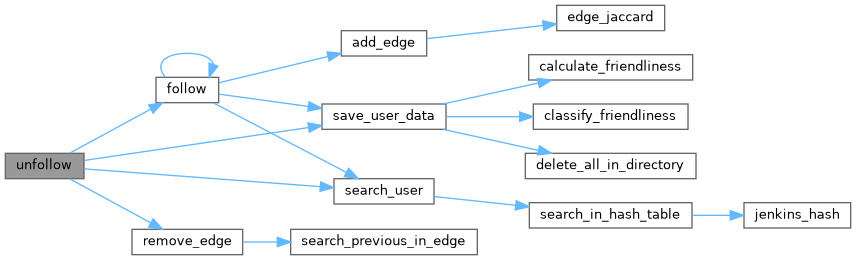 edge_jaccard
add_edge
calculate_friendliness
follow
save_user_data
classify_friendliness
unfollow
delete_all_in_directory
search_user
search_in_hash_table
jenkins_hash
remove_edge
search_previous_in_edge